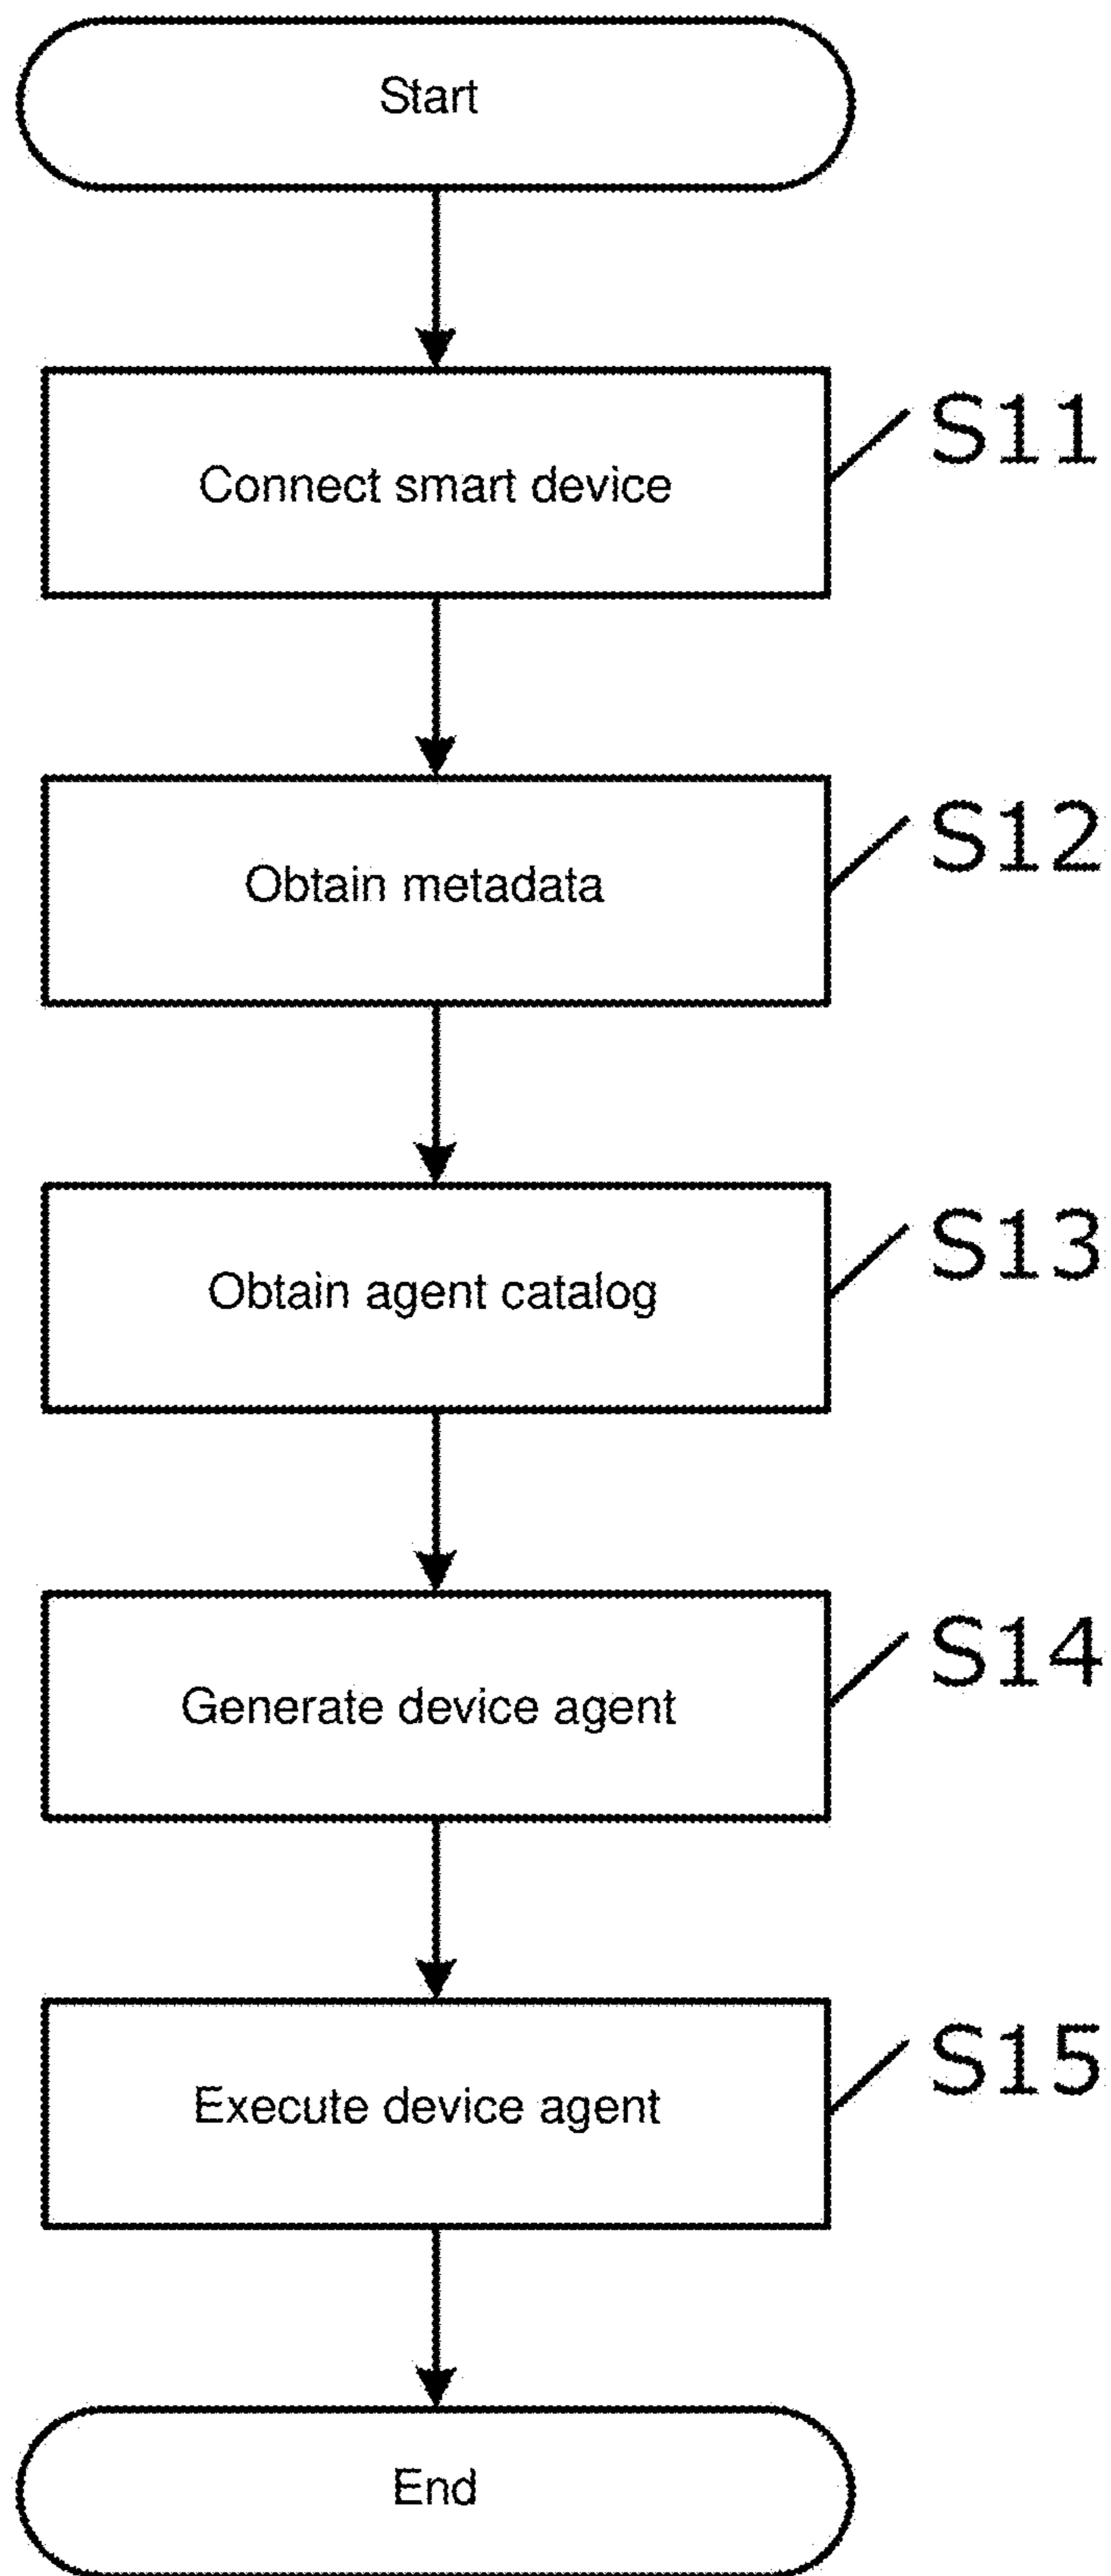 Start
Connect smart device
S11
Obtain metadata
S12
Obtain agent catalog
S13
Generate device agent
S14
Execute device agent
S15
End